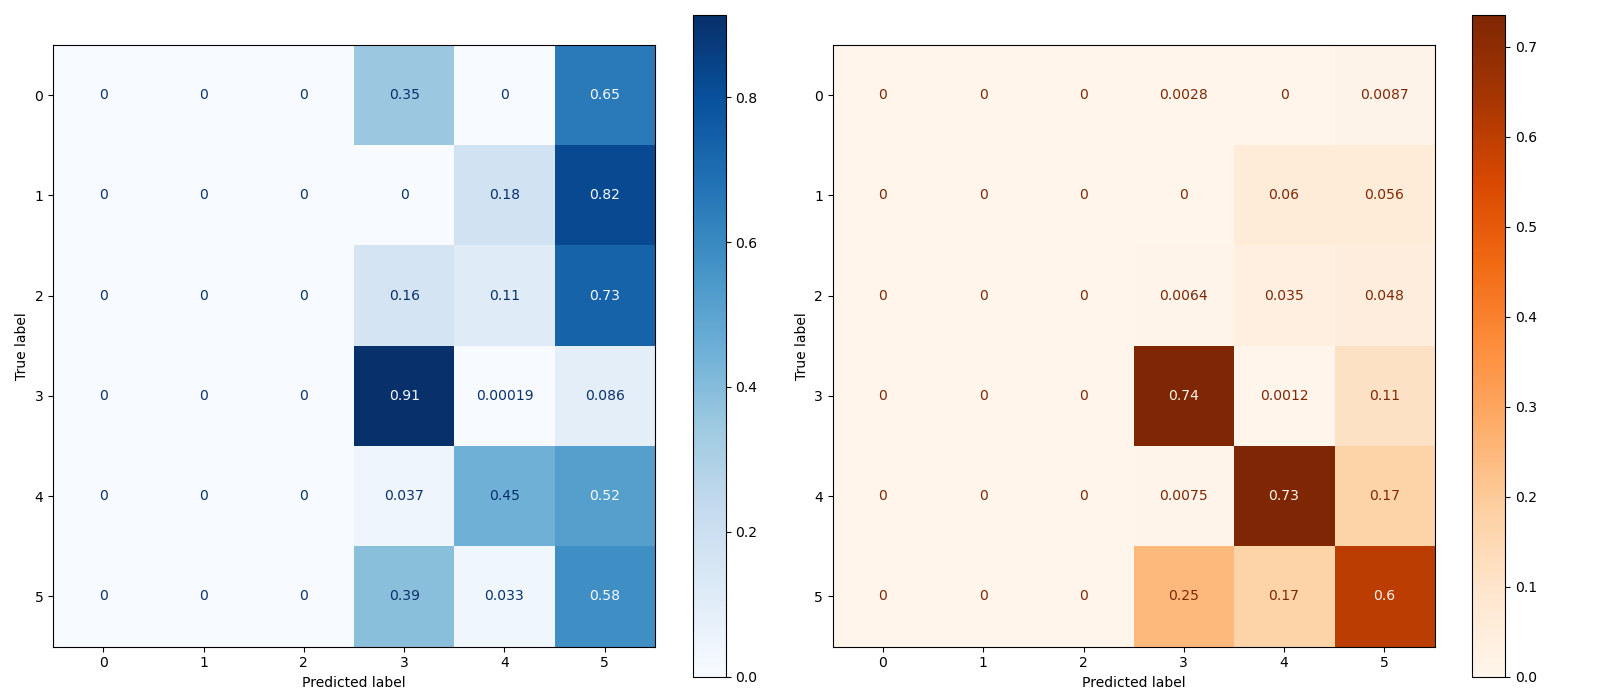 0 0 0 0 0.35 0 0.65
1 0 0 0 0 0.18 0.82
2 0 0 0 0.16 0.11 0.73
3 0 0 0 0.91 0.00019 0.086
4 0 0 0 0.037 0.45 0.52
5 0 0 0 0.39 0.033 0.58
0 1 2 3 4 5
True label
Predicted label
0.8
0.6
0.4
0.2
0.0
0 0 0 0 0.0028 0 0.0087
1 0 0 0 0 0.06 0.056
2 0 0 0 0.0064 0.035 0.048
3 0 0 0 0.74 0.0012 0.11
4 0 0 0 0.0075 0.73 0.17
5 0 0 0 0.25 0.17 0.6
0 1 2 3 4 5
True label
Predicted label
0.7
0.6
0.5
0.4
0.3
0.2
0.1
0.0